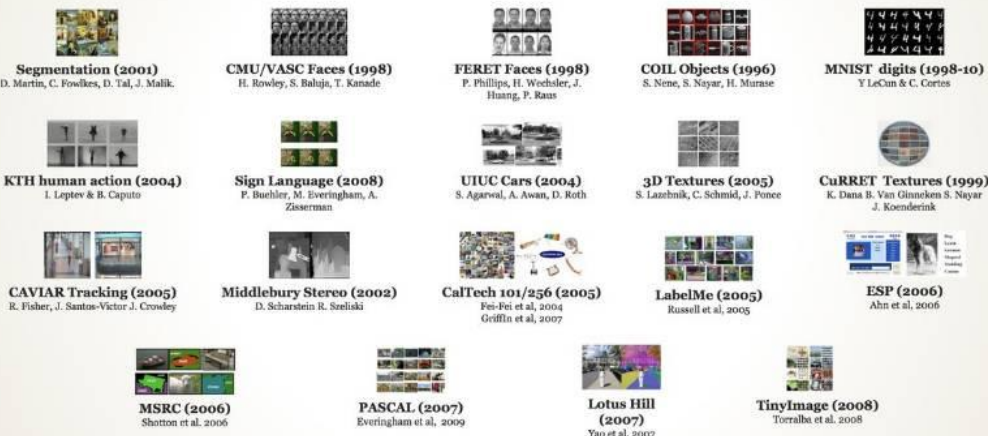 Segmentation (2001)
D. Martin, C. Fowlkes, D. Tal, J. Malik.
CMU/VASC Faces (1998)
H. Rowley, S. Baluja, T. Kanade
FERET Faces (1998)
P. Phillips, H. Wechsler, J.
Huang, P. Raus
COIL Objects (1996)
S. Nene, S. Nayar, H. Murase
MNIST digits (1998-10)
Y LeCun & C. Cortes
KTH human action (2004)
I. Leptev & B. Caputo
Sign Language (2008)
P. Buehler, M. Everingham, A.
Zisserman
UIUC Cars (2004)
S. Agarwal, A. Awan, D. Roth
3D Textures (2005)
S. Lazebnik, C. Schmid, J. Ponce
CuRRET Textures (1999)
K. Dana B. Van Ginneken S. Nayar
J. Koenderink
CAVIAR Tracking (2005)
R. Fisher, J. Santos-Victor J. Crowley
Middlebury Stereo (2002)
D. Scharstein R. Szeliski
CalTech 101/256 (2005)
Fei-Fei et al, 2004
Griffin et al, 2007
LabelMe (2005)
Russell et al, 2005
ESP (2006)
Ahn et al, 2006
MSRC (2006)
Shotton et al. 2006
PASCAL (2007)
Everingham et al, 2009
Lotus Hill
(2007)
Yao et al, 2007
TinyImage (2008)
Torralba et al. 2008